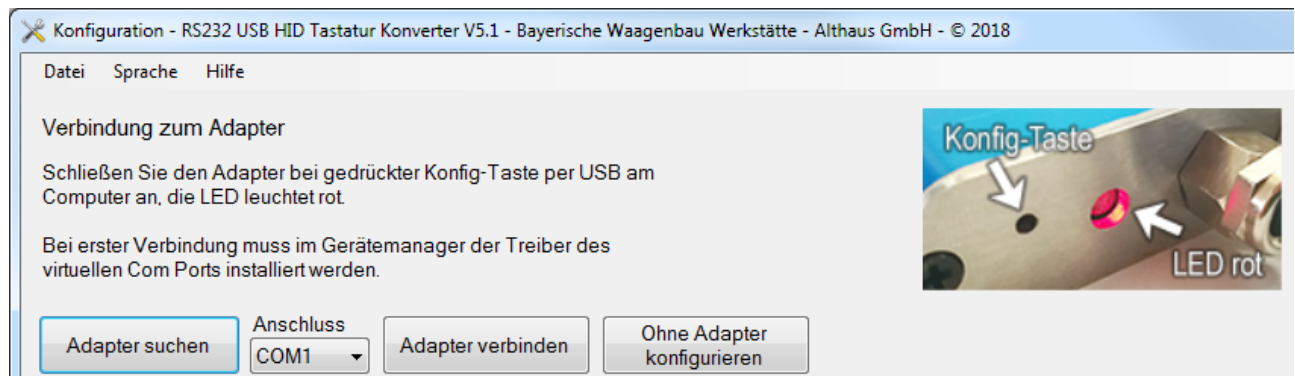 Konfiguration - RS232 USB HID Tastatur Konverter V5.1 - Bayerische Waagenbau Werkstätte - Althaus GmbH - © 2018
Datei Sprache Hilfe
Verbindung zum Adapter
Schließen Sie den Adapter bei gedrückter Konfig-Taste per USB am
Computer an, die LED leuchtet rot.
Bei erster Verbindung muss im Gerätemanager der Treiber des
virtuellen Com Ports installiert werden.
Konfig-Taste
LED rot
Adapter suchen
Anschluss
COM1
Adapter verbinden
Ohne Adapter
konfigurieren